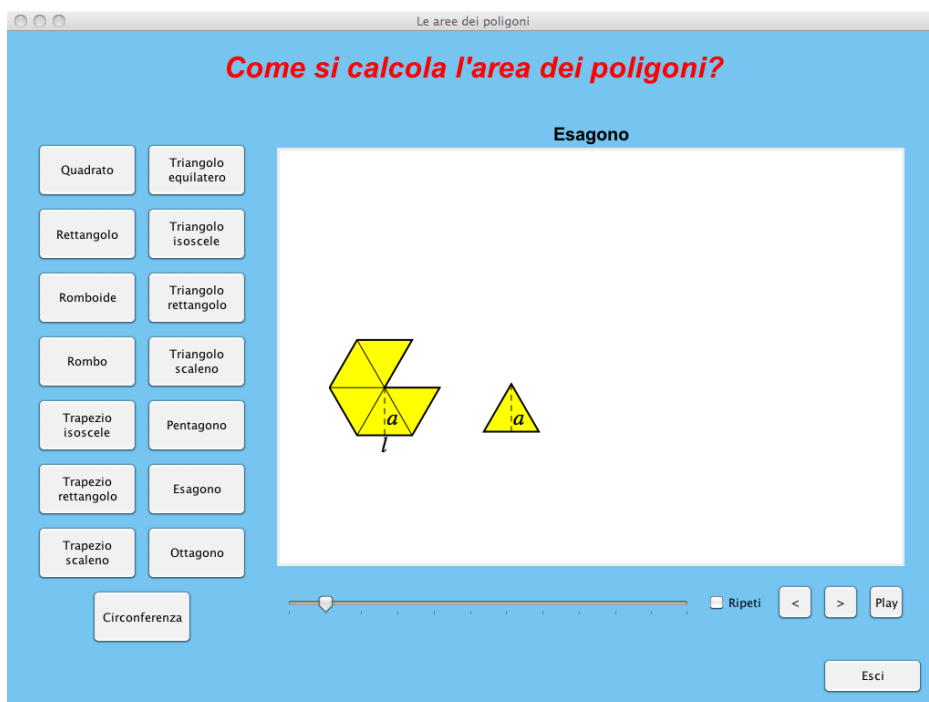 Le aree dei poligoni
Come si calcola l'area dei poligoni?
Esagono
Quadrato
Triangolo
equilatero
Rettangolo
Triangolo
isoscele
Romboide
Triangolo
rettangolo
Rombo
Triangolo
scaleno
Trapezio
isoscele
Pentagono
Trapezio
rettangolo
Esagono
Trapezio
scaleno
Ottagono
Circonferenza
a
l
a
Ripeti
<
>
Play
Esci